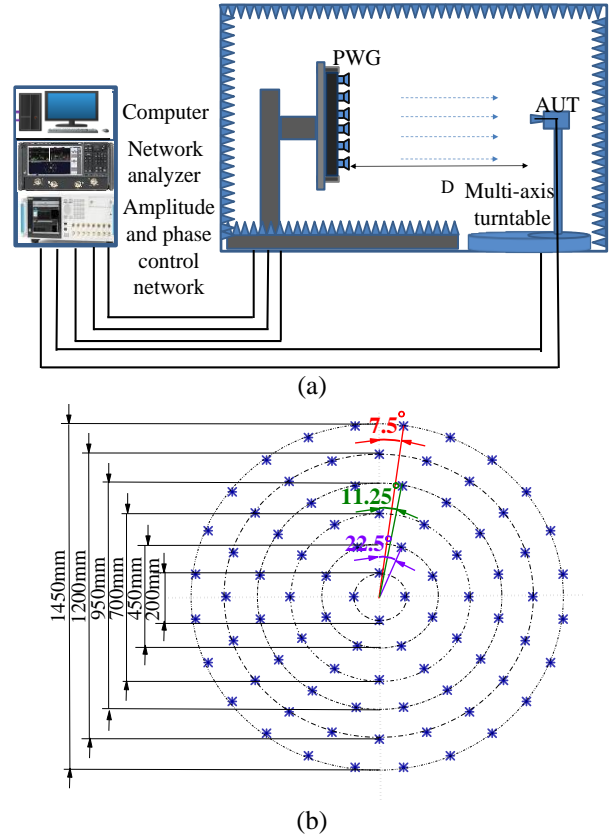 PWG
Computer
AUT
Network
analyzer
D
Multi-axis
turntable
Amplitude
and phase
control
network
(a)
7.5°
11.25°
22.5°
1450mm
1200mm
950mm
700mm
450mm
200mm
(b)